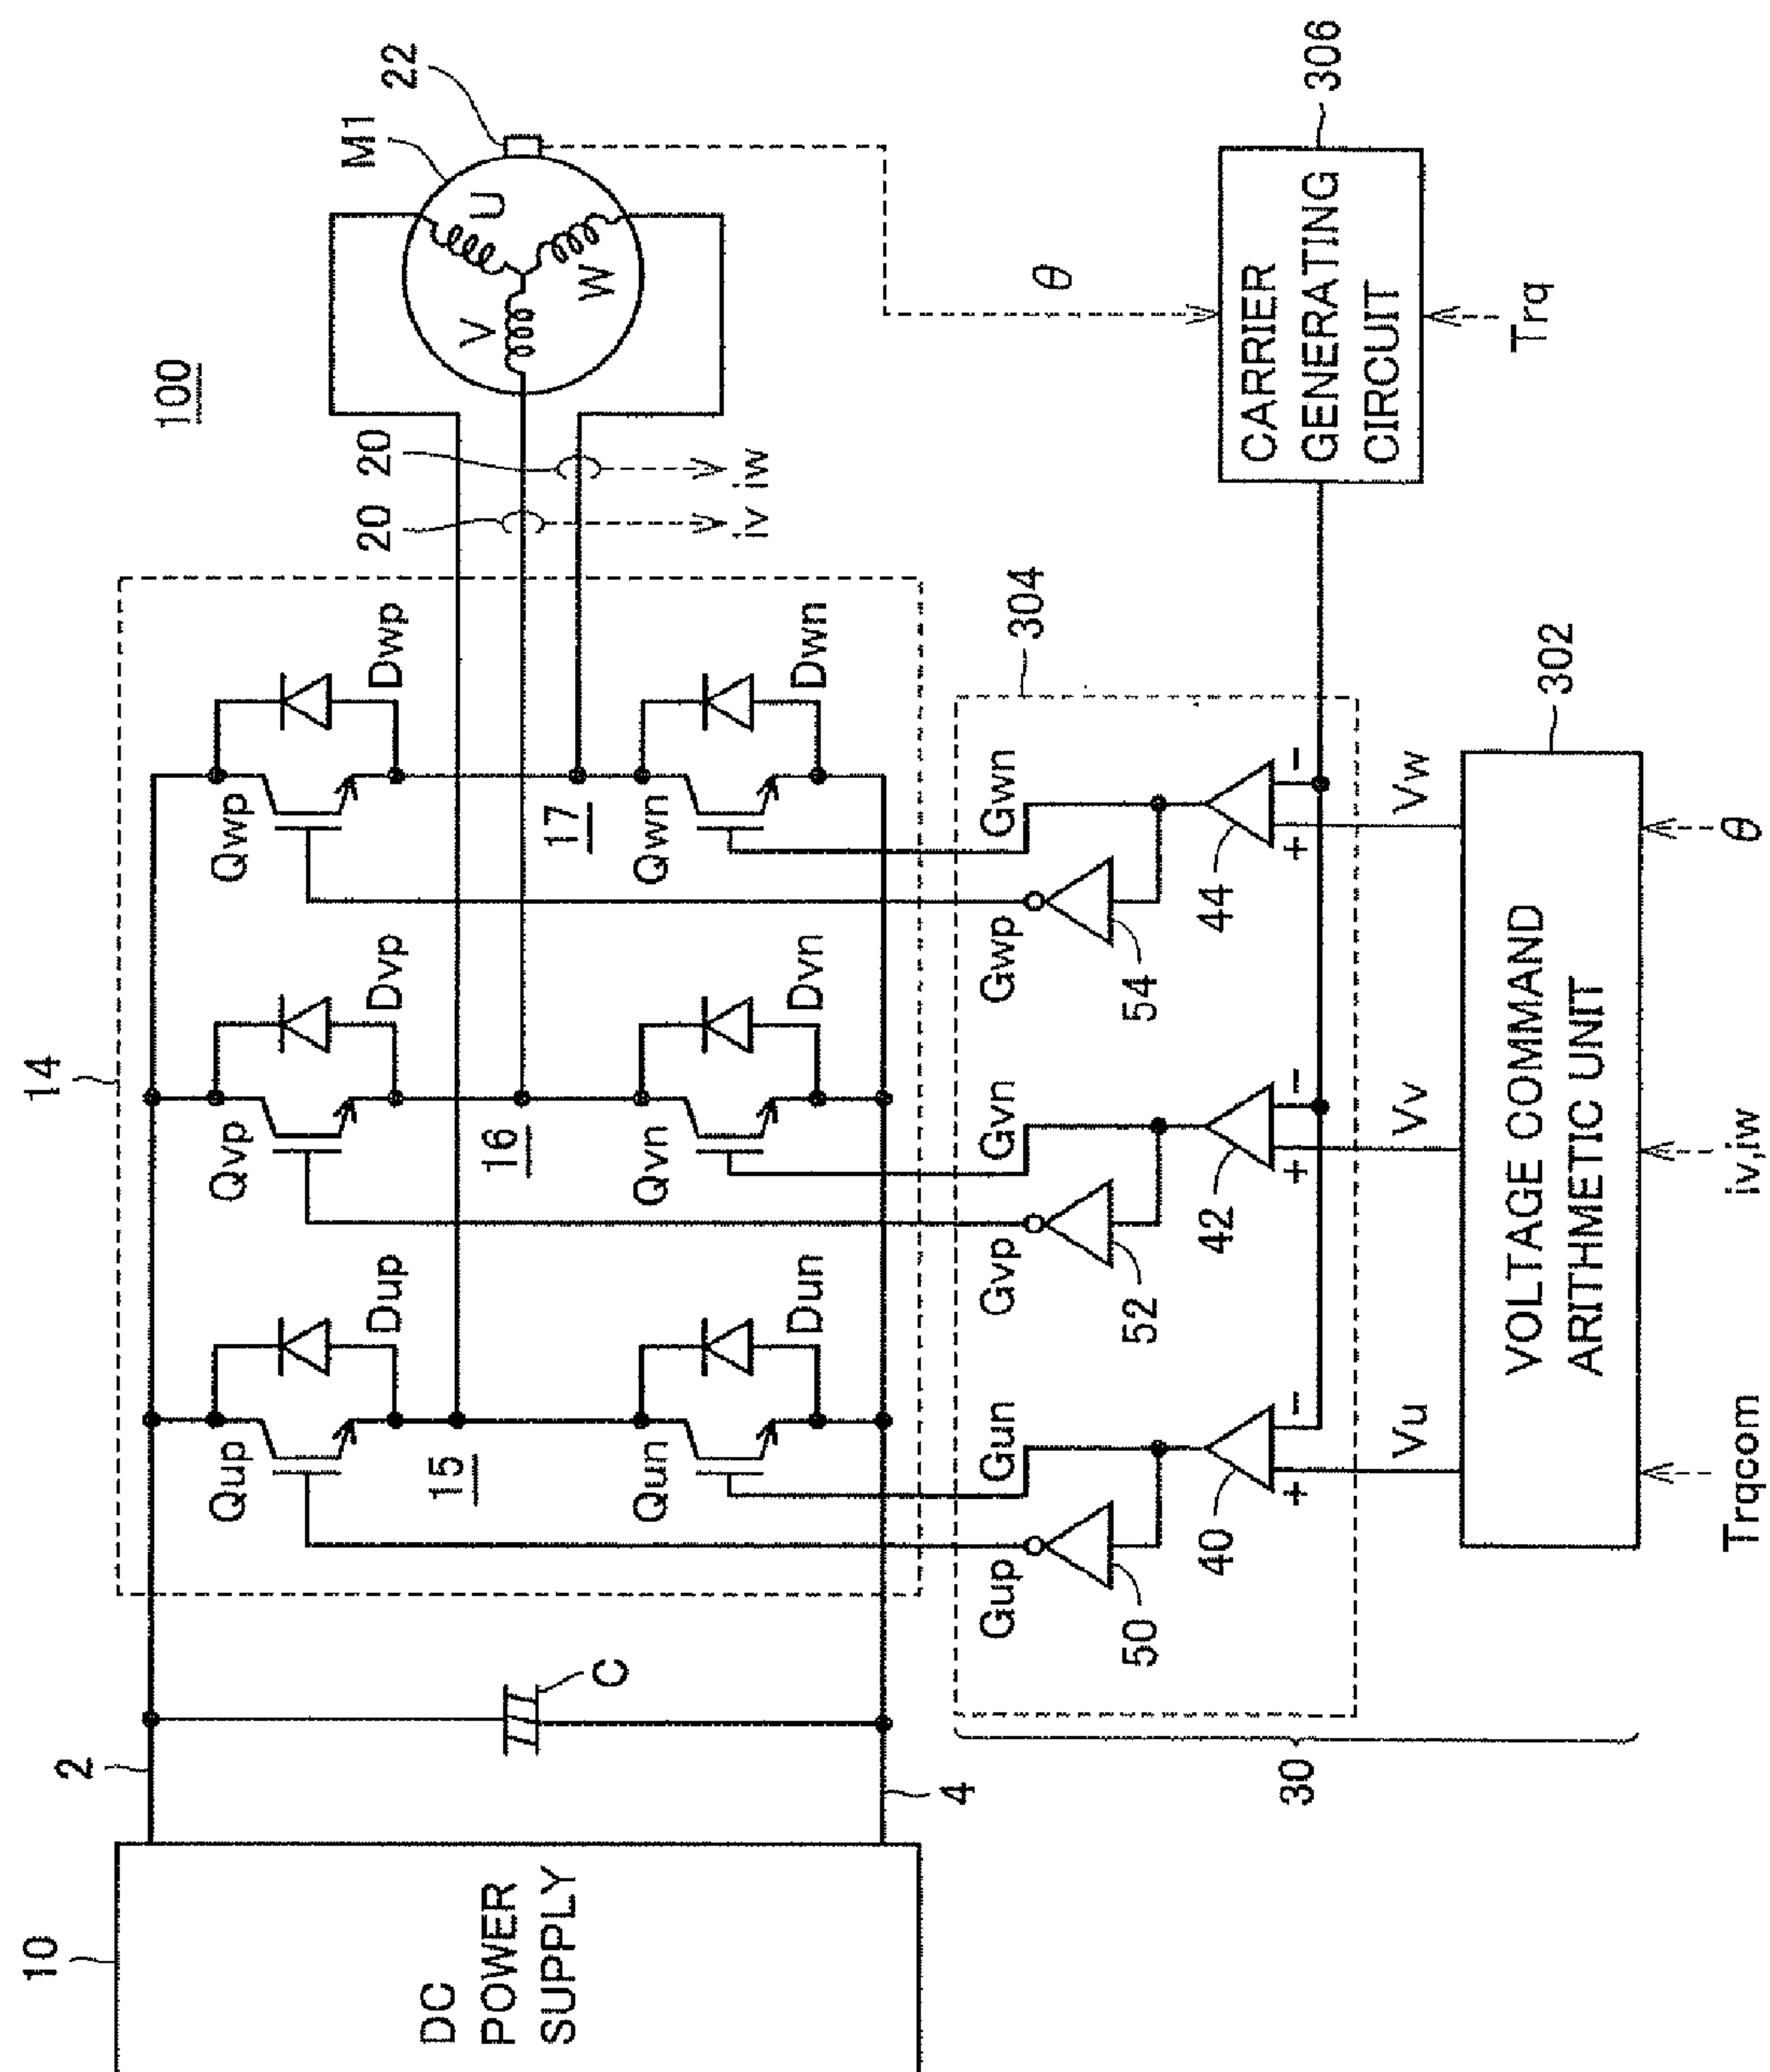 100
10
DC
POWER
SUPPLY
2
4
C
14
Qup
Dup
15
Qun
Dun
Qvp
Dvp
16
Qvn
Dvn
Qwp
Dwp
17
Qwn
Dwn
20
20
iv
iw
M1
22
U
V
W
θ
30
304
Gup
Gun
50
40
+
-
Gvp
Gvn
52
42
+
-
Gwp
Gwn
54
44
+
-
Vu
Vv
Vw
302
VOLTAGE COMMAND
ARITHMETIC UNIT
Trqcom
iv,iw
θ
306
CARRIER
GENERATING
CIRCUIT
Trq